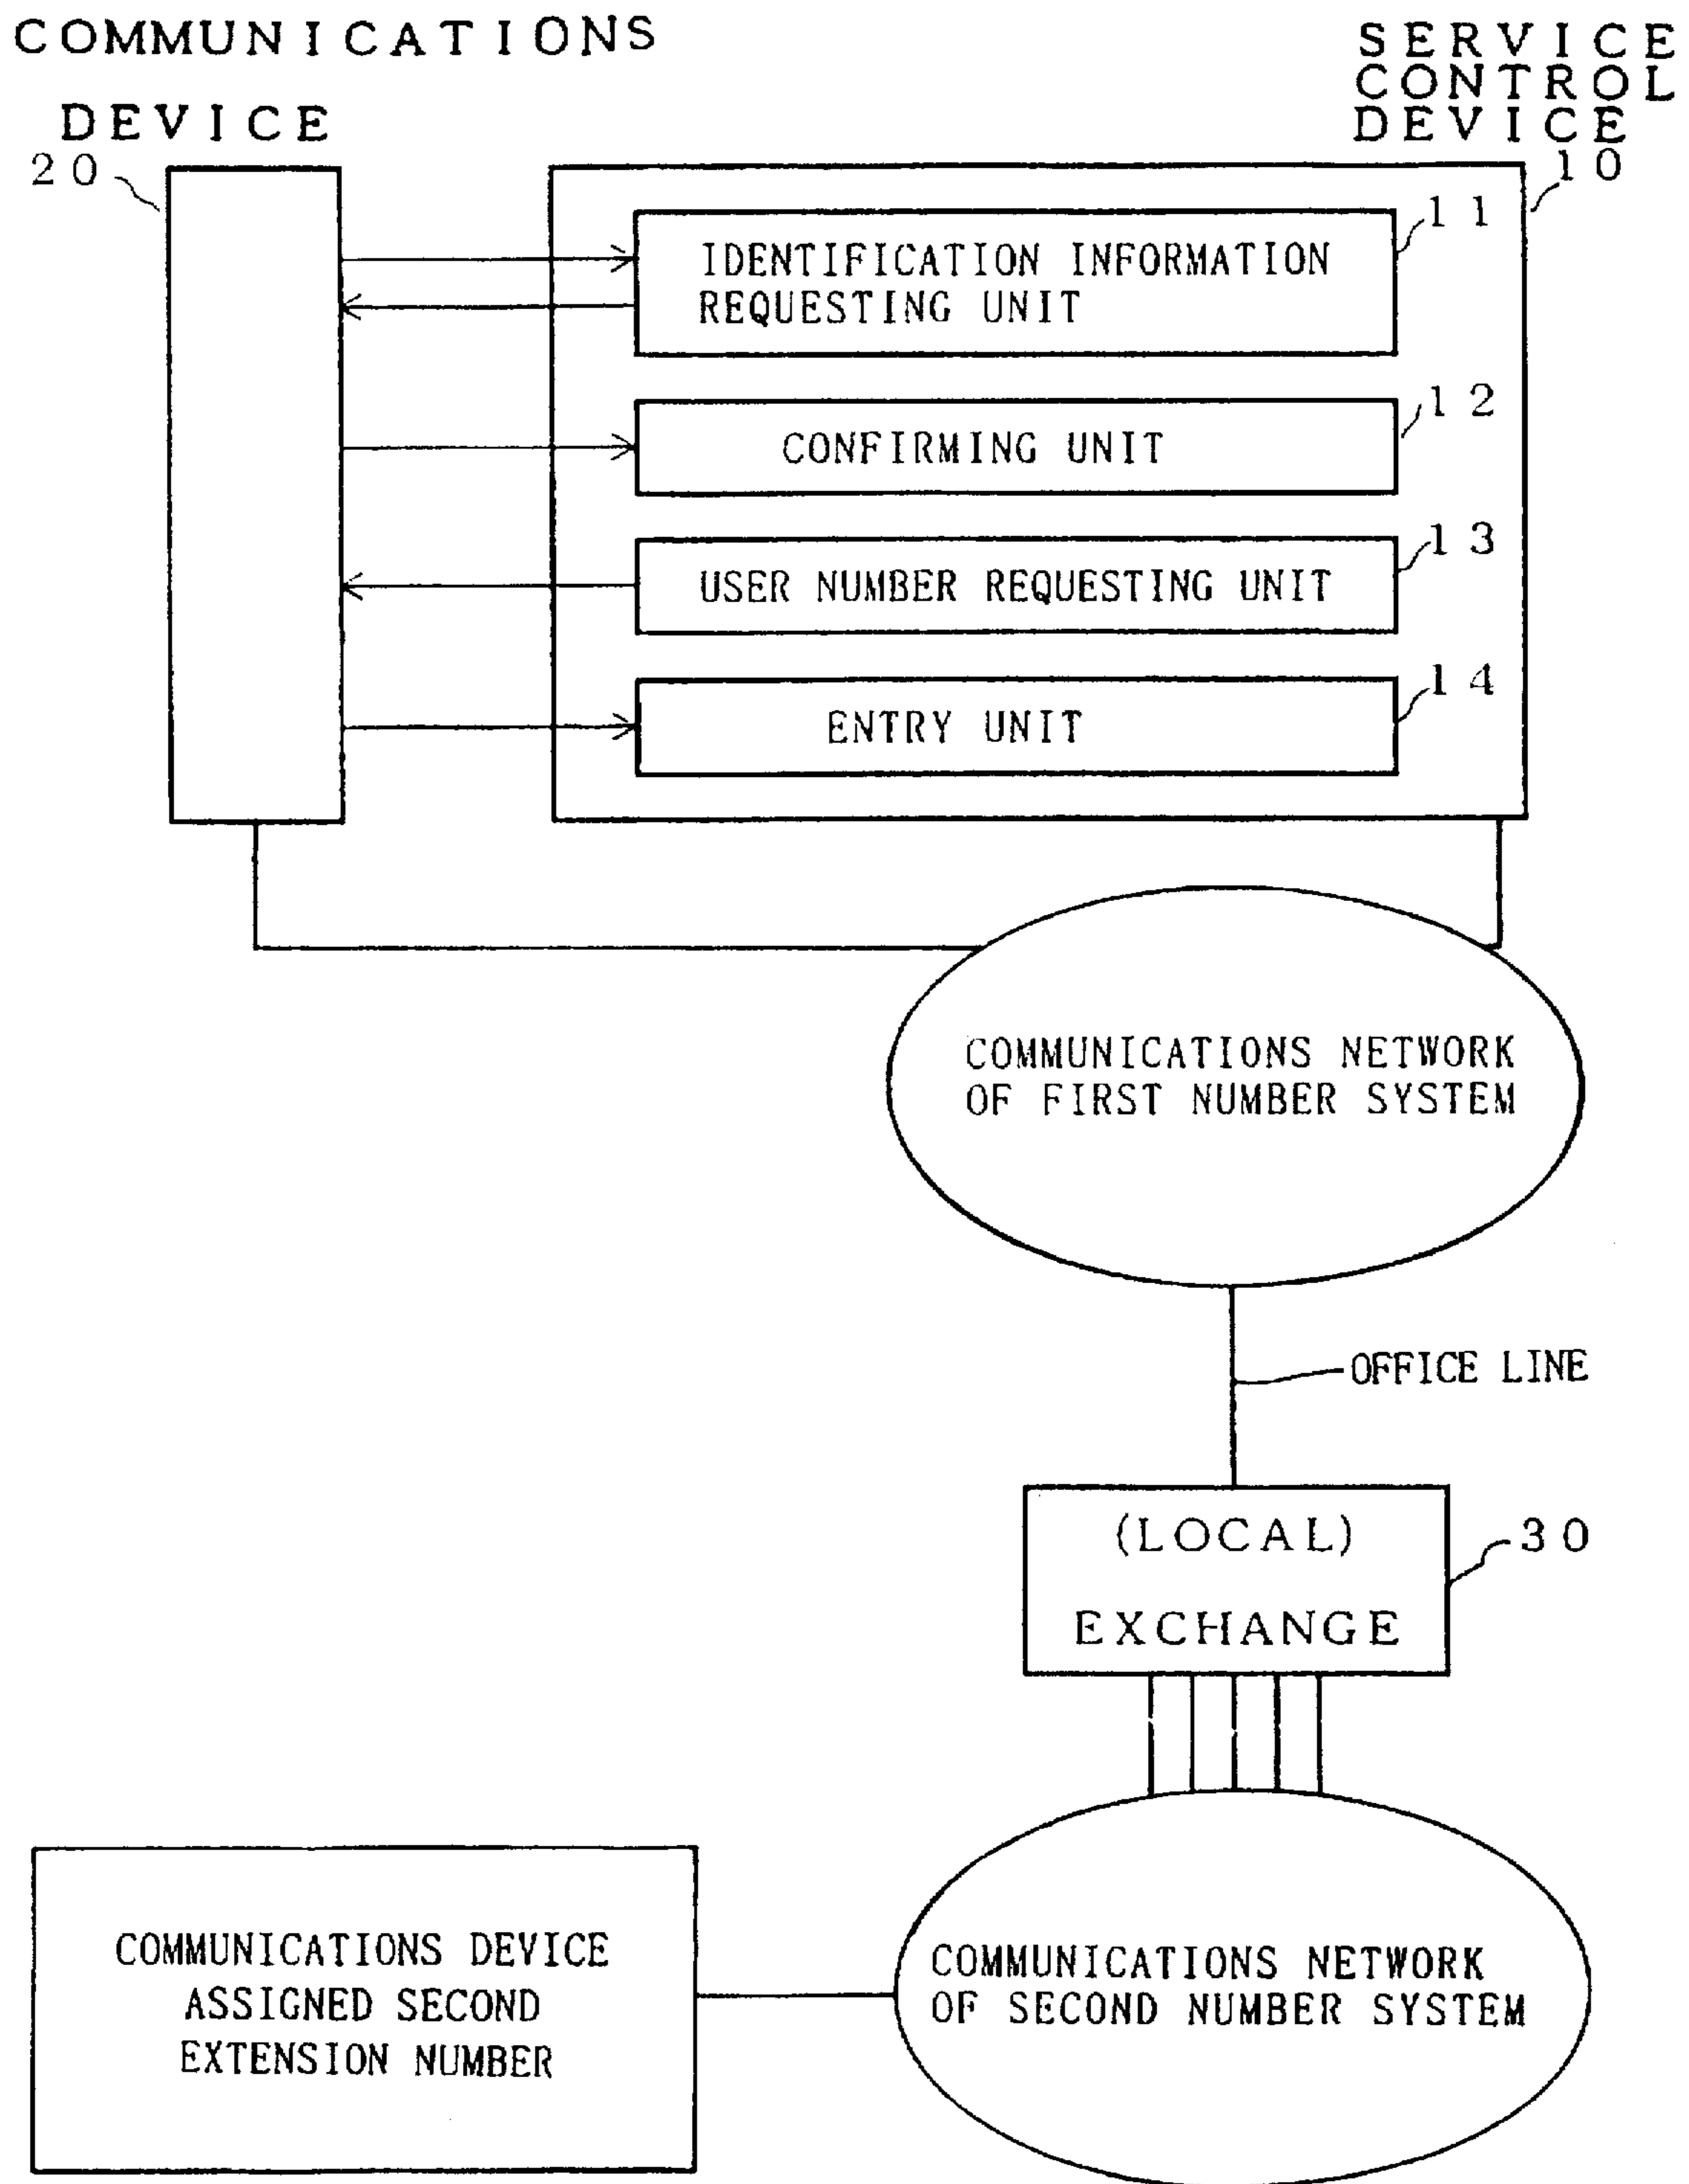 COMMUNICATIONS
DEVICE
20
SERVICE
CONTROL
DEVICE
10
11
IDENTIFICATION INFORMATION
REQUESTING UNIT
12
CONFIRMING UNIT
13
USER NUMBER REQUESTING UNIT
14
ENTRY UNIT
COMMUNICATIONS NETWORK
OF FIRST NUMBER SYSTEM
OFFICE LINE
(LOCAL)
EXCHANGE
30
COMMUNICATIONS DEVICE
ASSIGNED SECOND
EXTENSION NUMBER
COMMUNICATIONS NETWORK
OF SECOND NUMBER SYSTEM